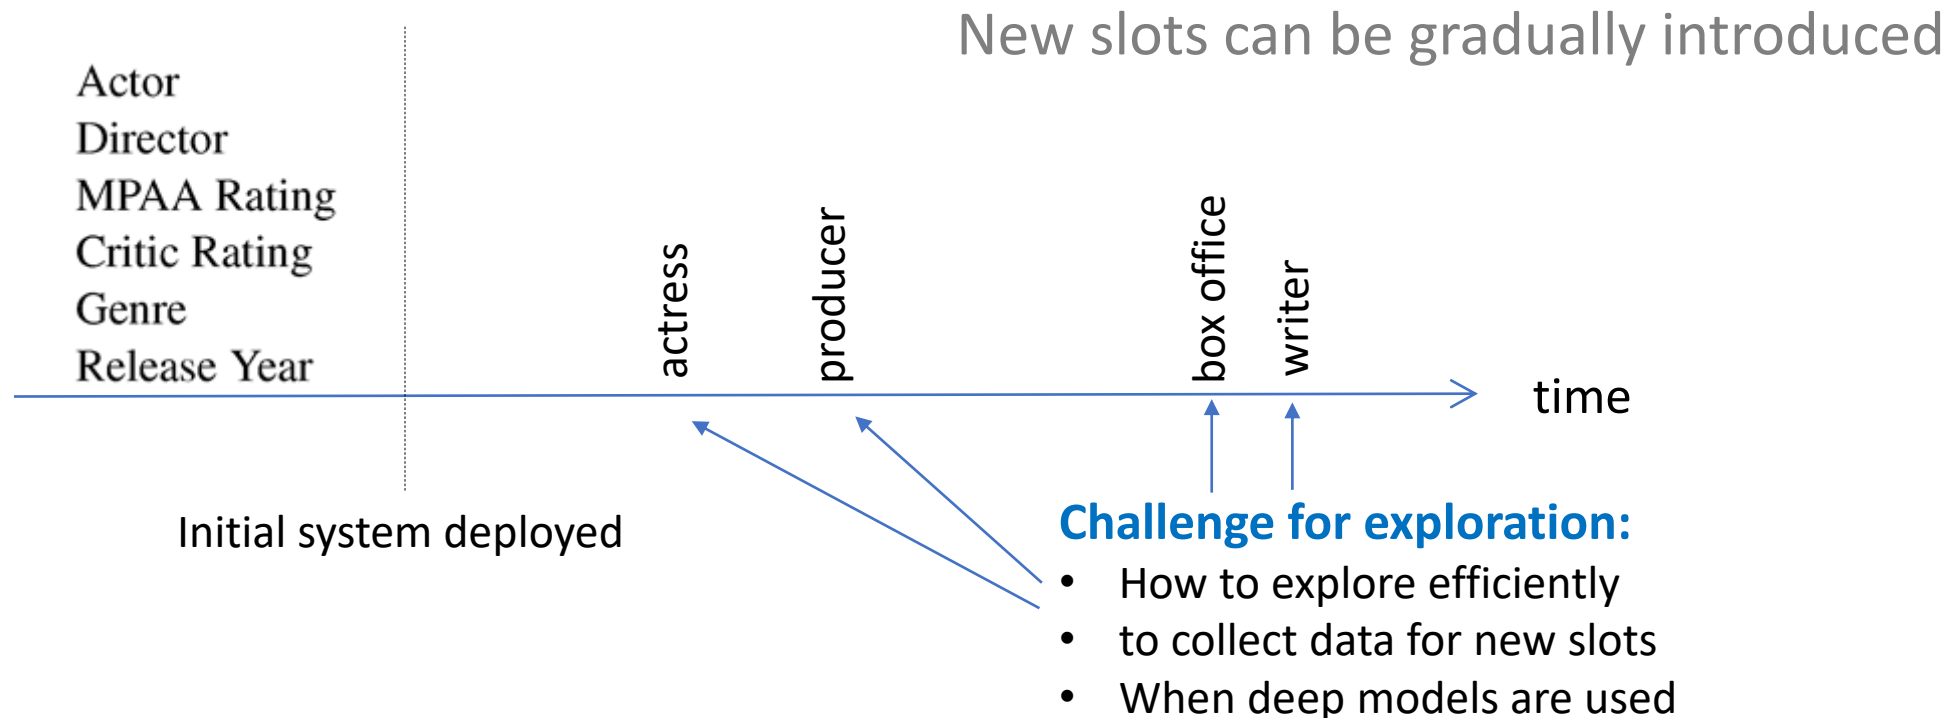 New slots can be gradually introduced
Actor
Director
MPAA Rating
Critic Rating
Genre
Release Year
actress
producer
box office
writer
time
Initial system deployed
Challenge for exploration:
• How to explore efficiently
• to collect data for new slots
• When deep models are used